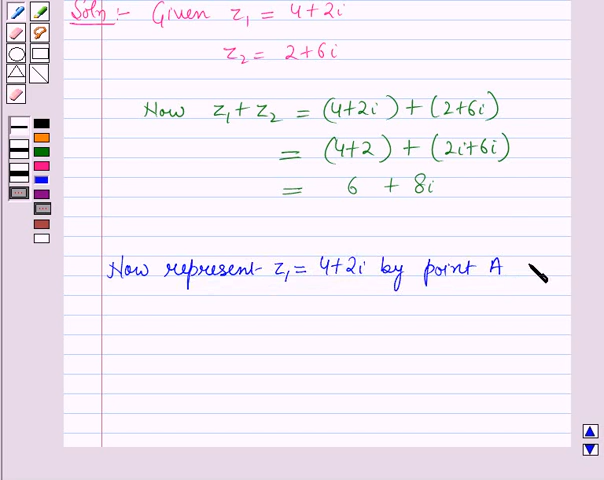 Soln :- Given z₁ = 4+2i
z₂ = 2+6i
Now z₁+z₂ = (4+2i) + (2+6i)
= (4+2) + (2i+6i)
= 6 + 8i
Now represent z₁ = 4+2i by point A